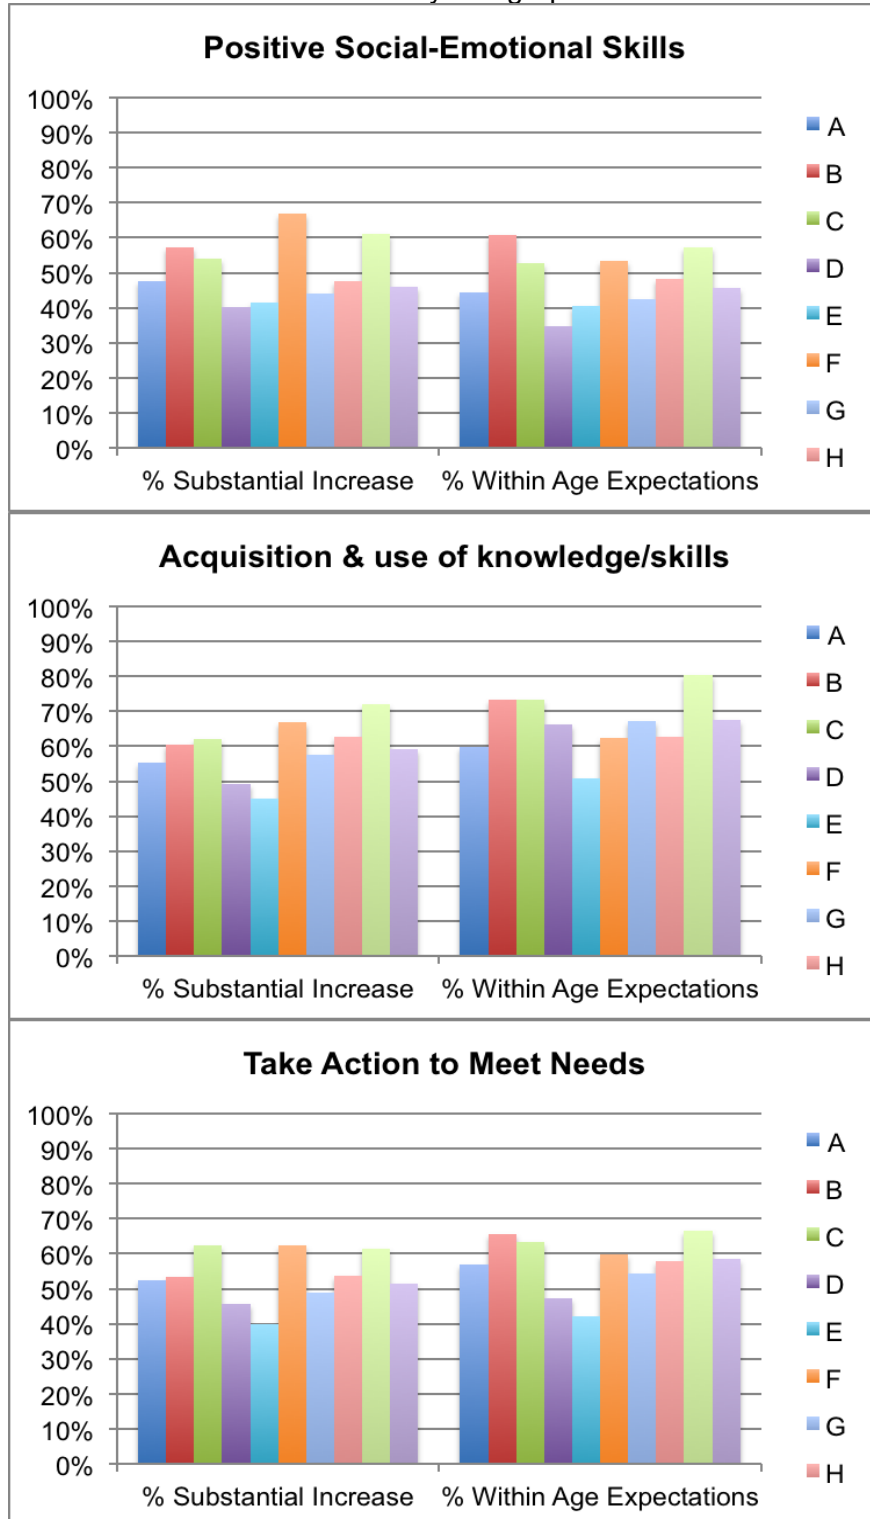 Positive Social-Emotional Skills
100%
90%
80%
70%
60%
50%
40%
30%
20%
10%
0%
% Substantial Increase
% Within Age Expectations
A
B
C
D
E
F
G
H
Acquisition & use of knowledge/skills
100%
90%
80%
70%
60%
50%
40%
30%
20%
10%
0%
% Substantial Increase
% Within Age Expectations
A
B
C
D
E
F
G
H
Take Action to Meet Needs
100%
90%
80%
70%
60%
50%
40%
30%
20%
10%
0%
% Substantial Increase
% Within Age Expectations
A
B
C
D
E
F
G
H